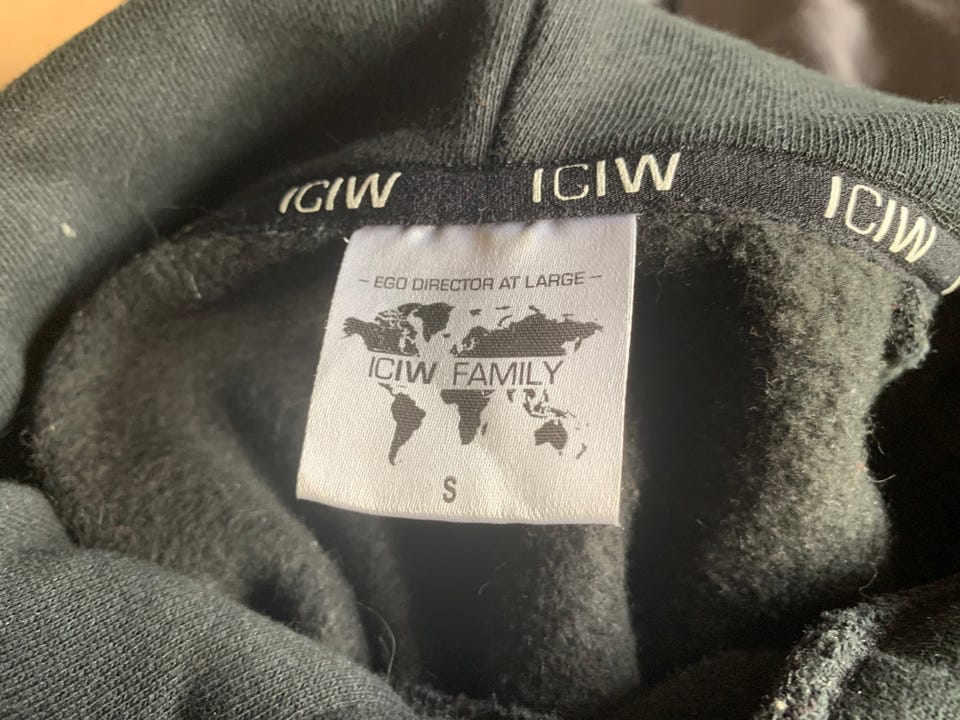 ICIW ICIW ICIW
- EGO DIRECTOR AT LARGE -
ICIW FAMILY
S